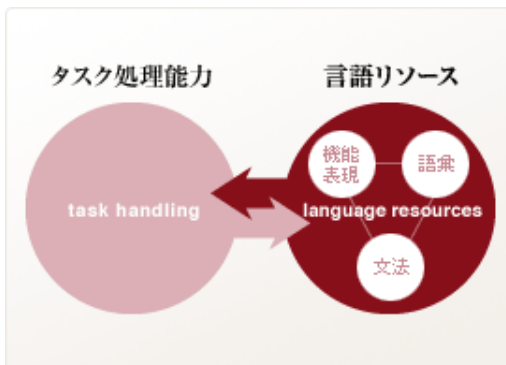 タスク処理能力
言語リソース
機能
表現
語彙
task handling
language resources
文法